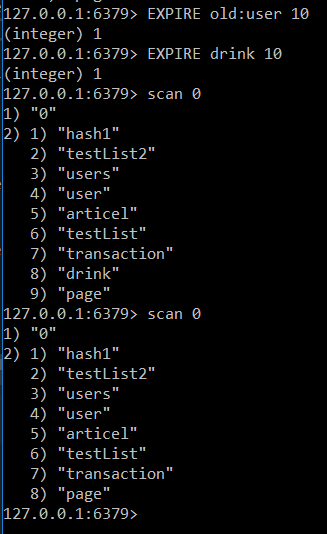 127.0.0.1:6379> EXPIRE old:user 10
(integer) 1
127.0.0.1:6379> EXPIRE drink 10
(integer) 1
127.0.0.1:6379> scan 0
1) "0"
2) 1) "hash1"
   2) "testList2"
   3) "users"
   4) "user"
   5) "articel"
   6) "testList"
   7) "transaction"
   8) "drink"
   9) "page"
127.0.0.1:6379> scan 0
1) "0"
2) 1) "hash1"
   2) "testList2"
   3) "users"
   4) "user"
   5) "articel"
   6) "testList"
   7) "transaction"
   8) "page"
127.0.0.1:6379>